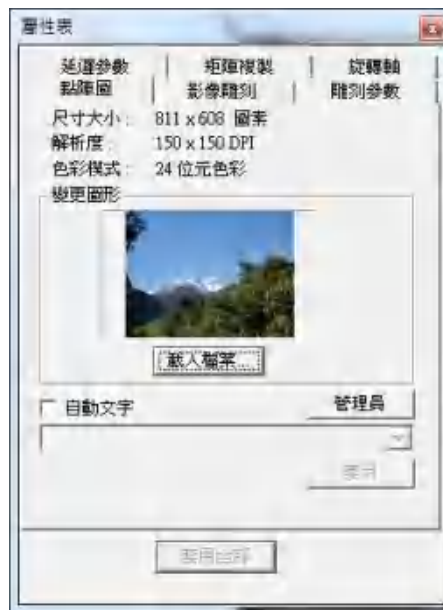 屬性表
延遲參數 矩陣複製 旋轉軸
點陣圖 影像雕刻 雕刻參數
尺寸大小： 811 x 608 圖素
解析度： 150 x 150 DPI
色彩模式： 24 位元色彩
變更圖形
載入檔案...
自動文字
管理員